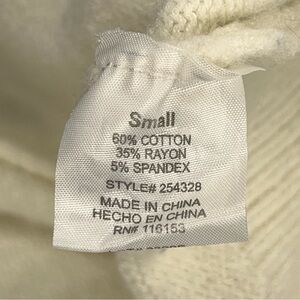 Small
60% COTTON
35% RAYON
5% SPANDEX
STYLE# 254328
MADE IN CHINA
HECHO EN CHINA
RN# 116153